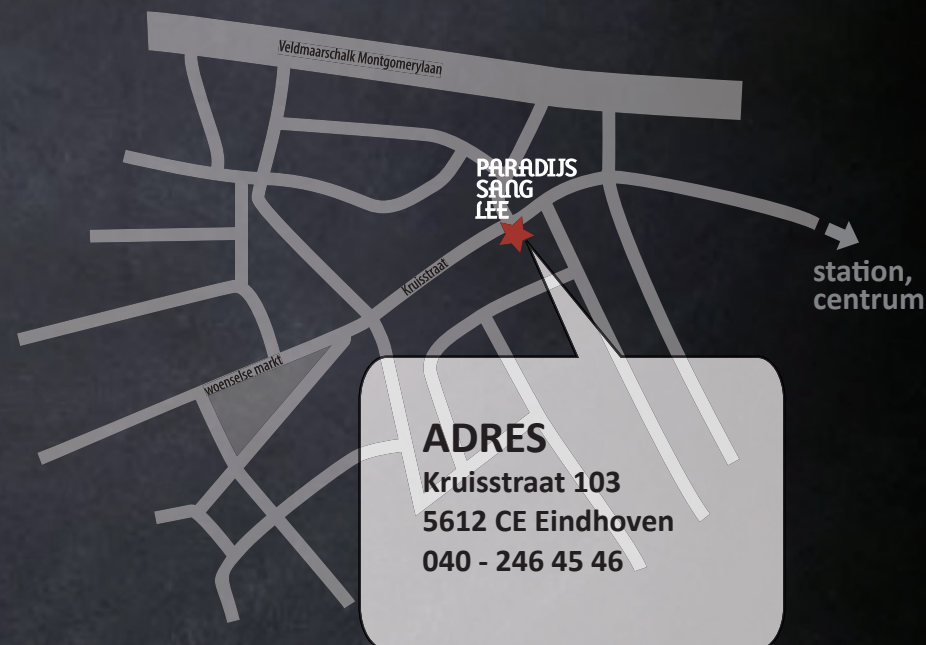 Veldmaarschalk Montgomerylaan
PARADIJS
SANG
LEE
Kruisstraat
station,
centrum
woenselse markt
ADRES
Kruisstraat 103
5612 CE Eindhoven
040 - 246 45 46